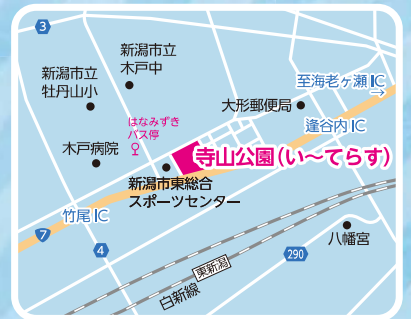 3
新潟市立
木戸中
新潟市立
牡丹山小
至海老ヶ瀬IC
→
大形郵便局
はなみずき
バス停
逢谷内IC
木戸病院
寺山公園(い〜てらす)
新潟市東総合
スポーツセンター
竹尾IC
7
4
八幡宮
290
東新潟
白新線